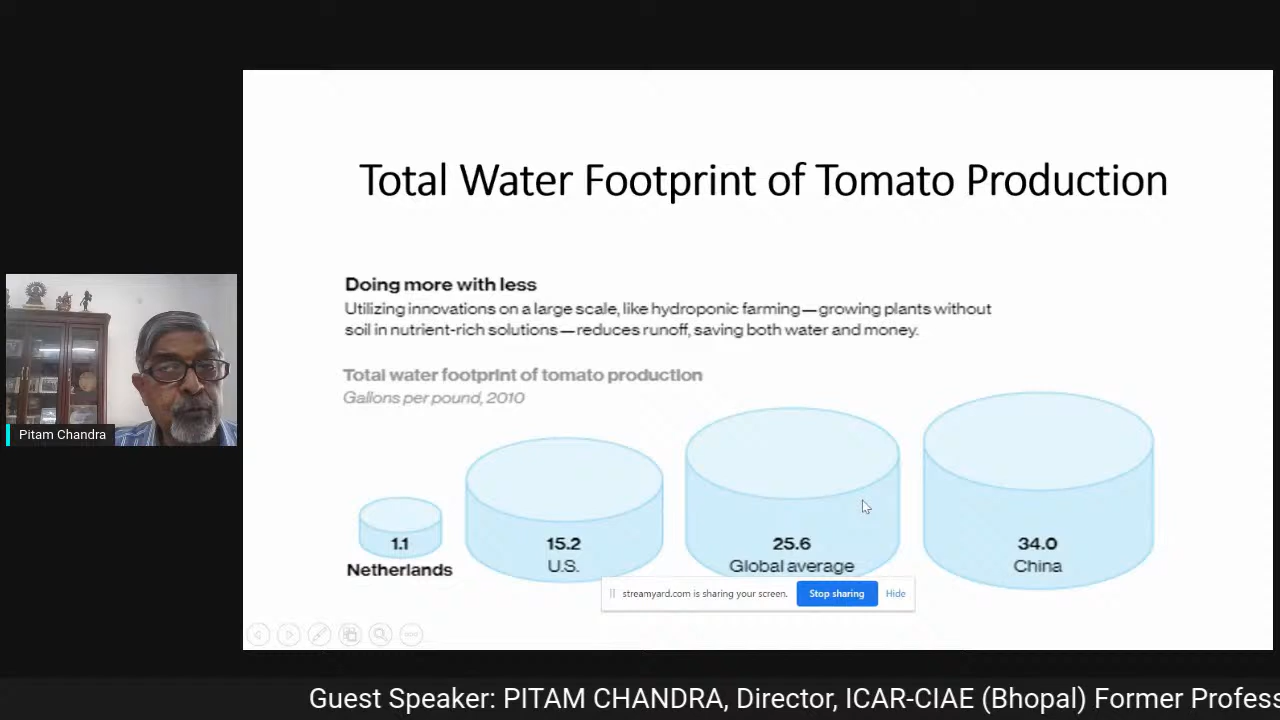 Total Water Footprint of Tomato Production
Doing more with less
Utilizing innovations on a large scale, like hydroponic farming—growing plants without
soil in nutrient-rich solutions—reduces runoff, saving both water and money.
Total water footprint of tomato production
Gallons per pound, 2010
1.1
Netherlands
15.2
U.S.
25.6
Global average
34.0
China
streamyard.com is sharing your screen.
Stop sharing
Hide
Pitam Chandra
Guest Speaker: PITAM CHANDRA, Director, ICAR-CIAE (Bhopal) Former Profess